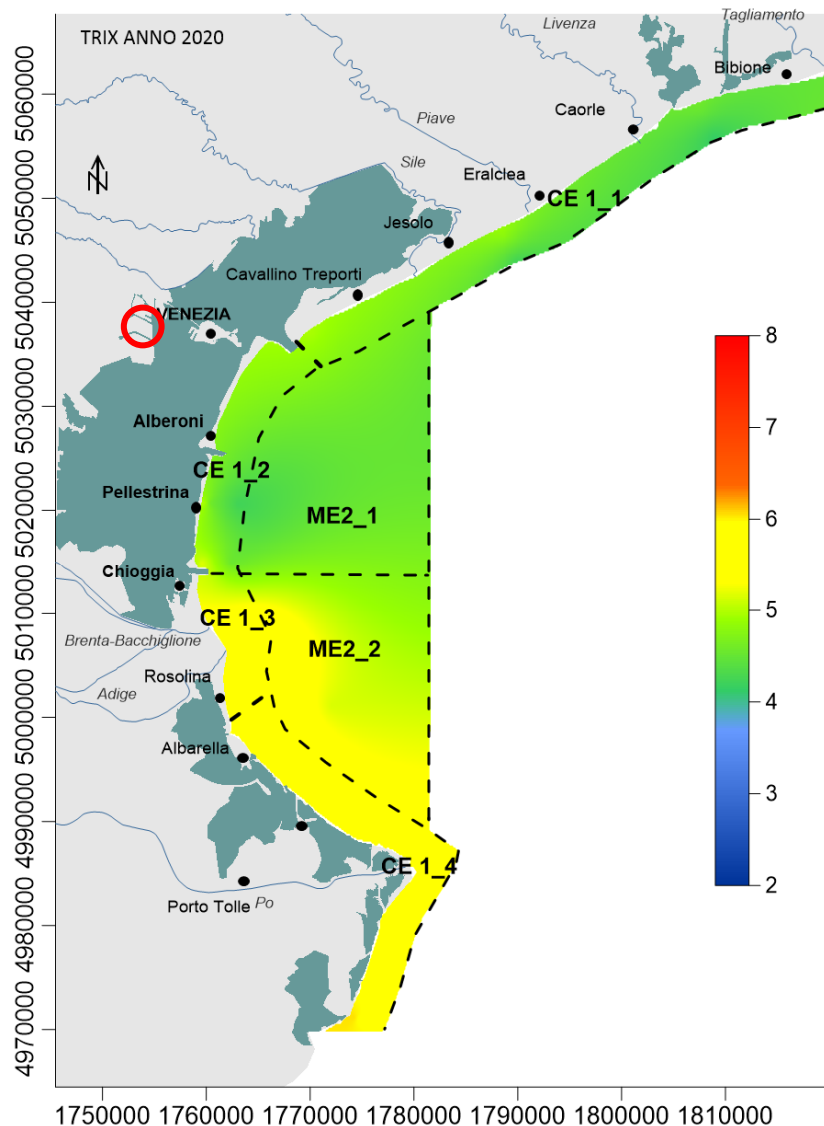 TRIX ANNO 2020
Tagliamento
Livenza
Bibione
Caorle
Piave
Sile
Eralclea
CE 1_1
Jesolo
Cavallino Treporti
VENEZIA
Alberoni
CE 1_2
Pellestrina
ME2_1
Chioggia
CE 1_3
Brenta-Bacchiglione
ME2_2
Rosolina
Adige
Albarella
CE 1_4
Porto Tolle
Po
N
8
7
6
5
4
3
2
5060000
5050000
5040000
5030000
5020000
5010000
5000000
4990000
4980000
4970000
1750000 1760000 1770000 1780000 1790000 1800000 1810000